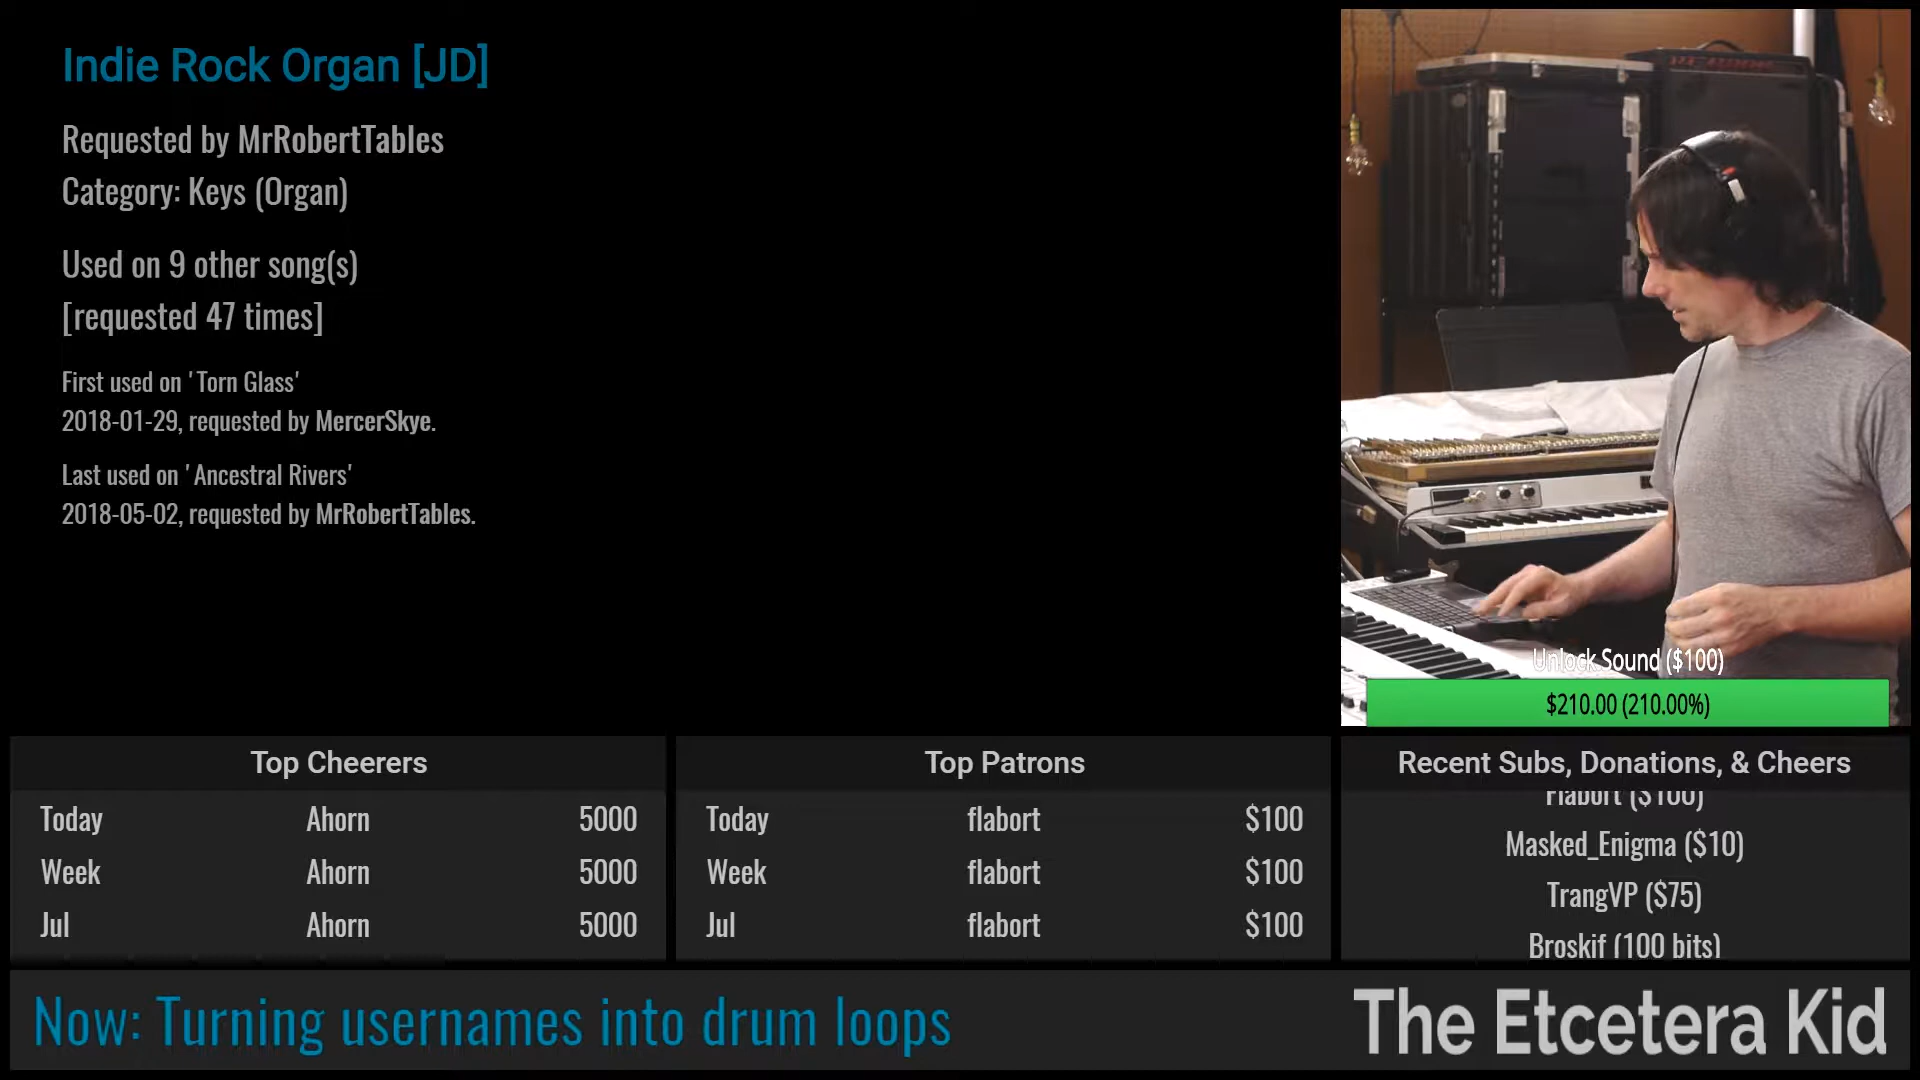 Indie Rock Organ [JD]
Requested by MrRobertTables
Category: Keys (Organ)
Used on 9 other song(s)
[requested 47 times]
First used on 'Torn Glass'
2018-01-29, requested by MercerSkye.
Last used on 'Ancestral Rivers'
2018-05-02, requested by MrRobertTables.
Unlock Sound ($100)
$210.00 (210.00%)
Top Cheerers
Today Ahorn 5000
Week Ahorn 5000
Jul Ahorn 5000
Top Patrons
Today flabort $100
Week flabort $100
Jul flabort $100
Recent Subs, Donations, & Cheers
Flabort ($100)
Masked_Enigma ($10)
TrangVP ($75)
Broskif (100 bits)
Now: Turning usernames into drum loops
The Etcetera Kid